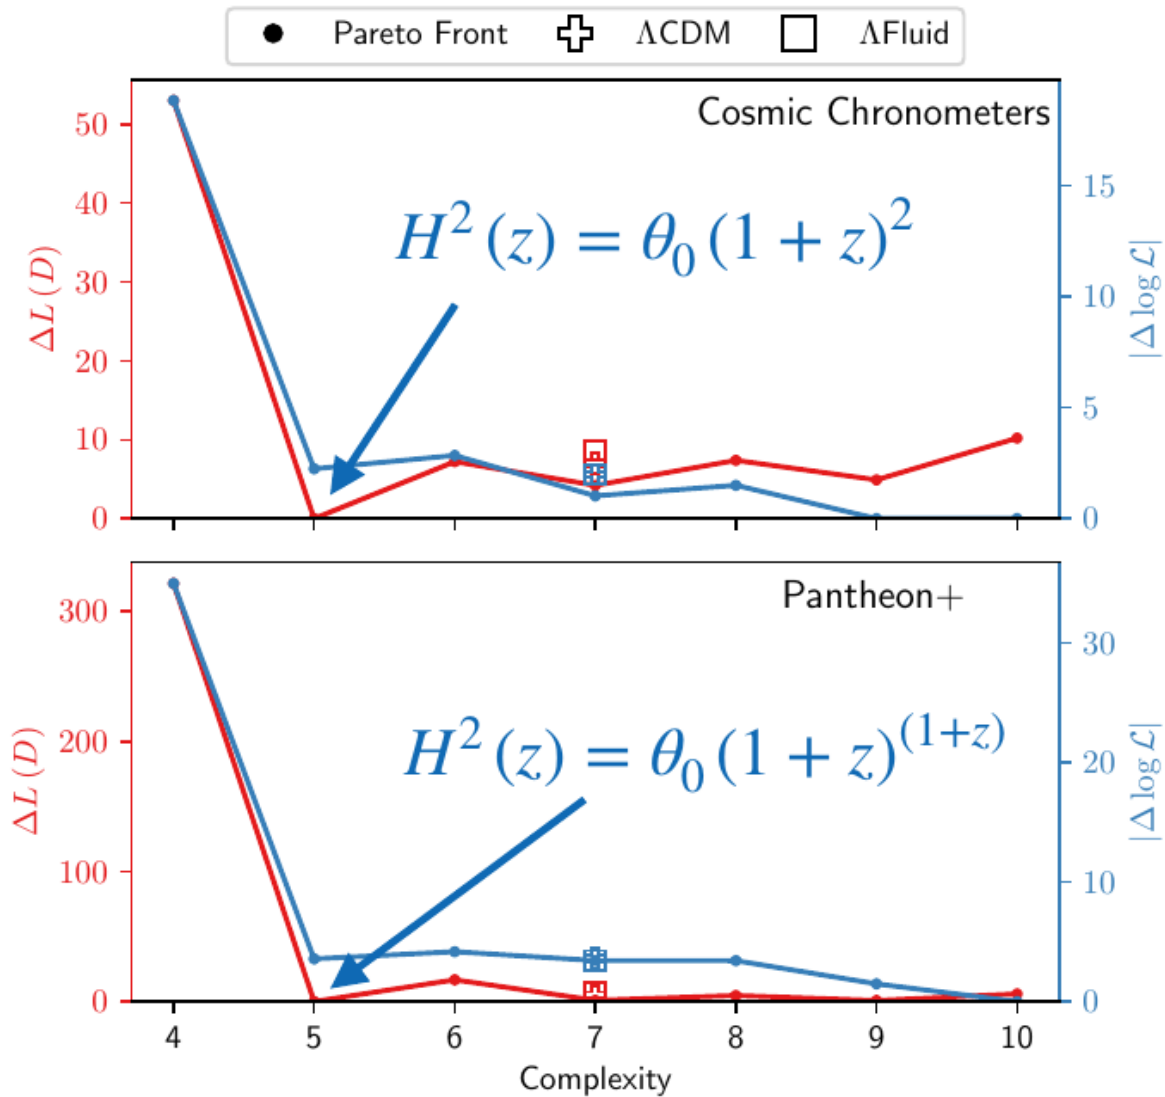 Pareto Front ΛCDM ΛFluid
Cosmic Chronometers
50
40
30
20
10
0
ΔL(D)
H²(z) = θ₀(1 + z)²
15
10
5
0
|Δ log ℒ|
Pantheon+
300
200
100
0
ΔL(D)
H²(z) = θ₀(1 + z)⁽¹⁺ᶻ⁾
30
20
10
0
|Δ log ℒ|
4 5 6 7 8 9 10
Complexity